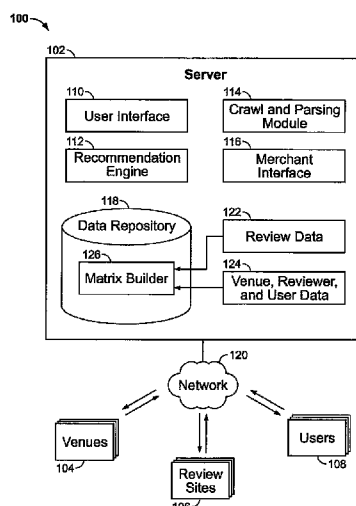 100
102
Server
110
User Interface
114
Crawl and Parsing
Module
112
Recommendation
Engine
116
Merchant
Interface
118
Data Repository
126
Matrix Builder
122
Review Data
124
Venue, Reviewer,
and User Data
120
Network
Venues
104
Review
Sites
Users
108